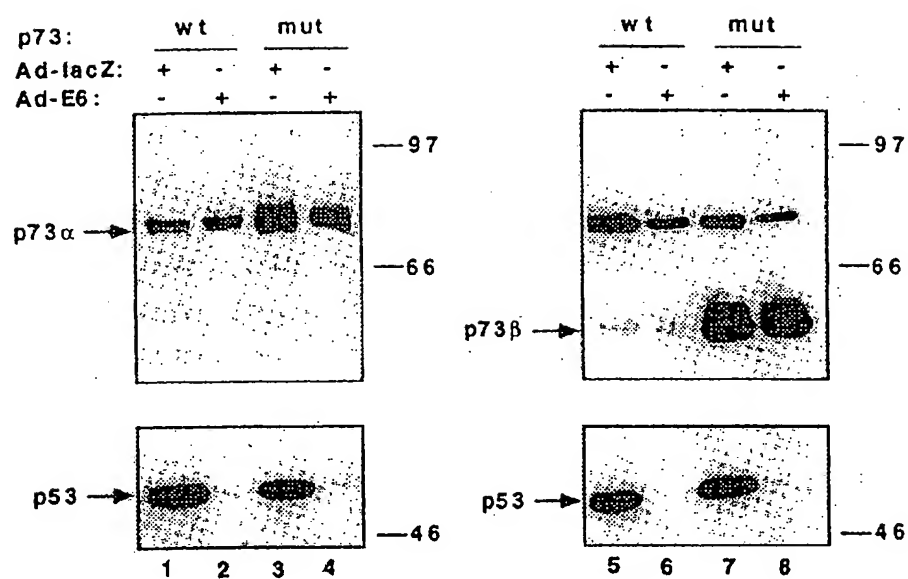 p73: wt mut wt mut
Ad-lacZ: + - + - + - + -
Ad-E6: - + - + - + - +
97 97
p73α
66 66
p73β
p53 p53
46 46
1 2 3 4 5 6 7 8